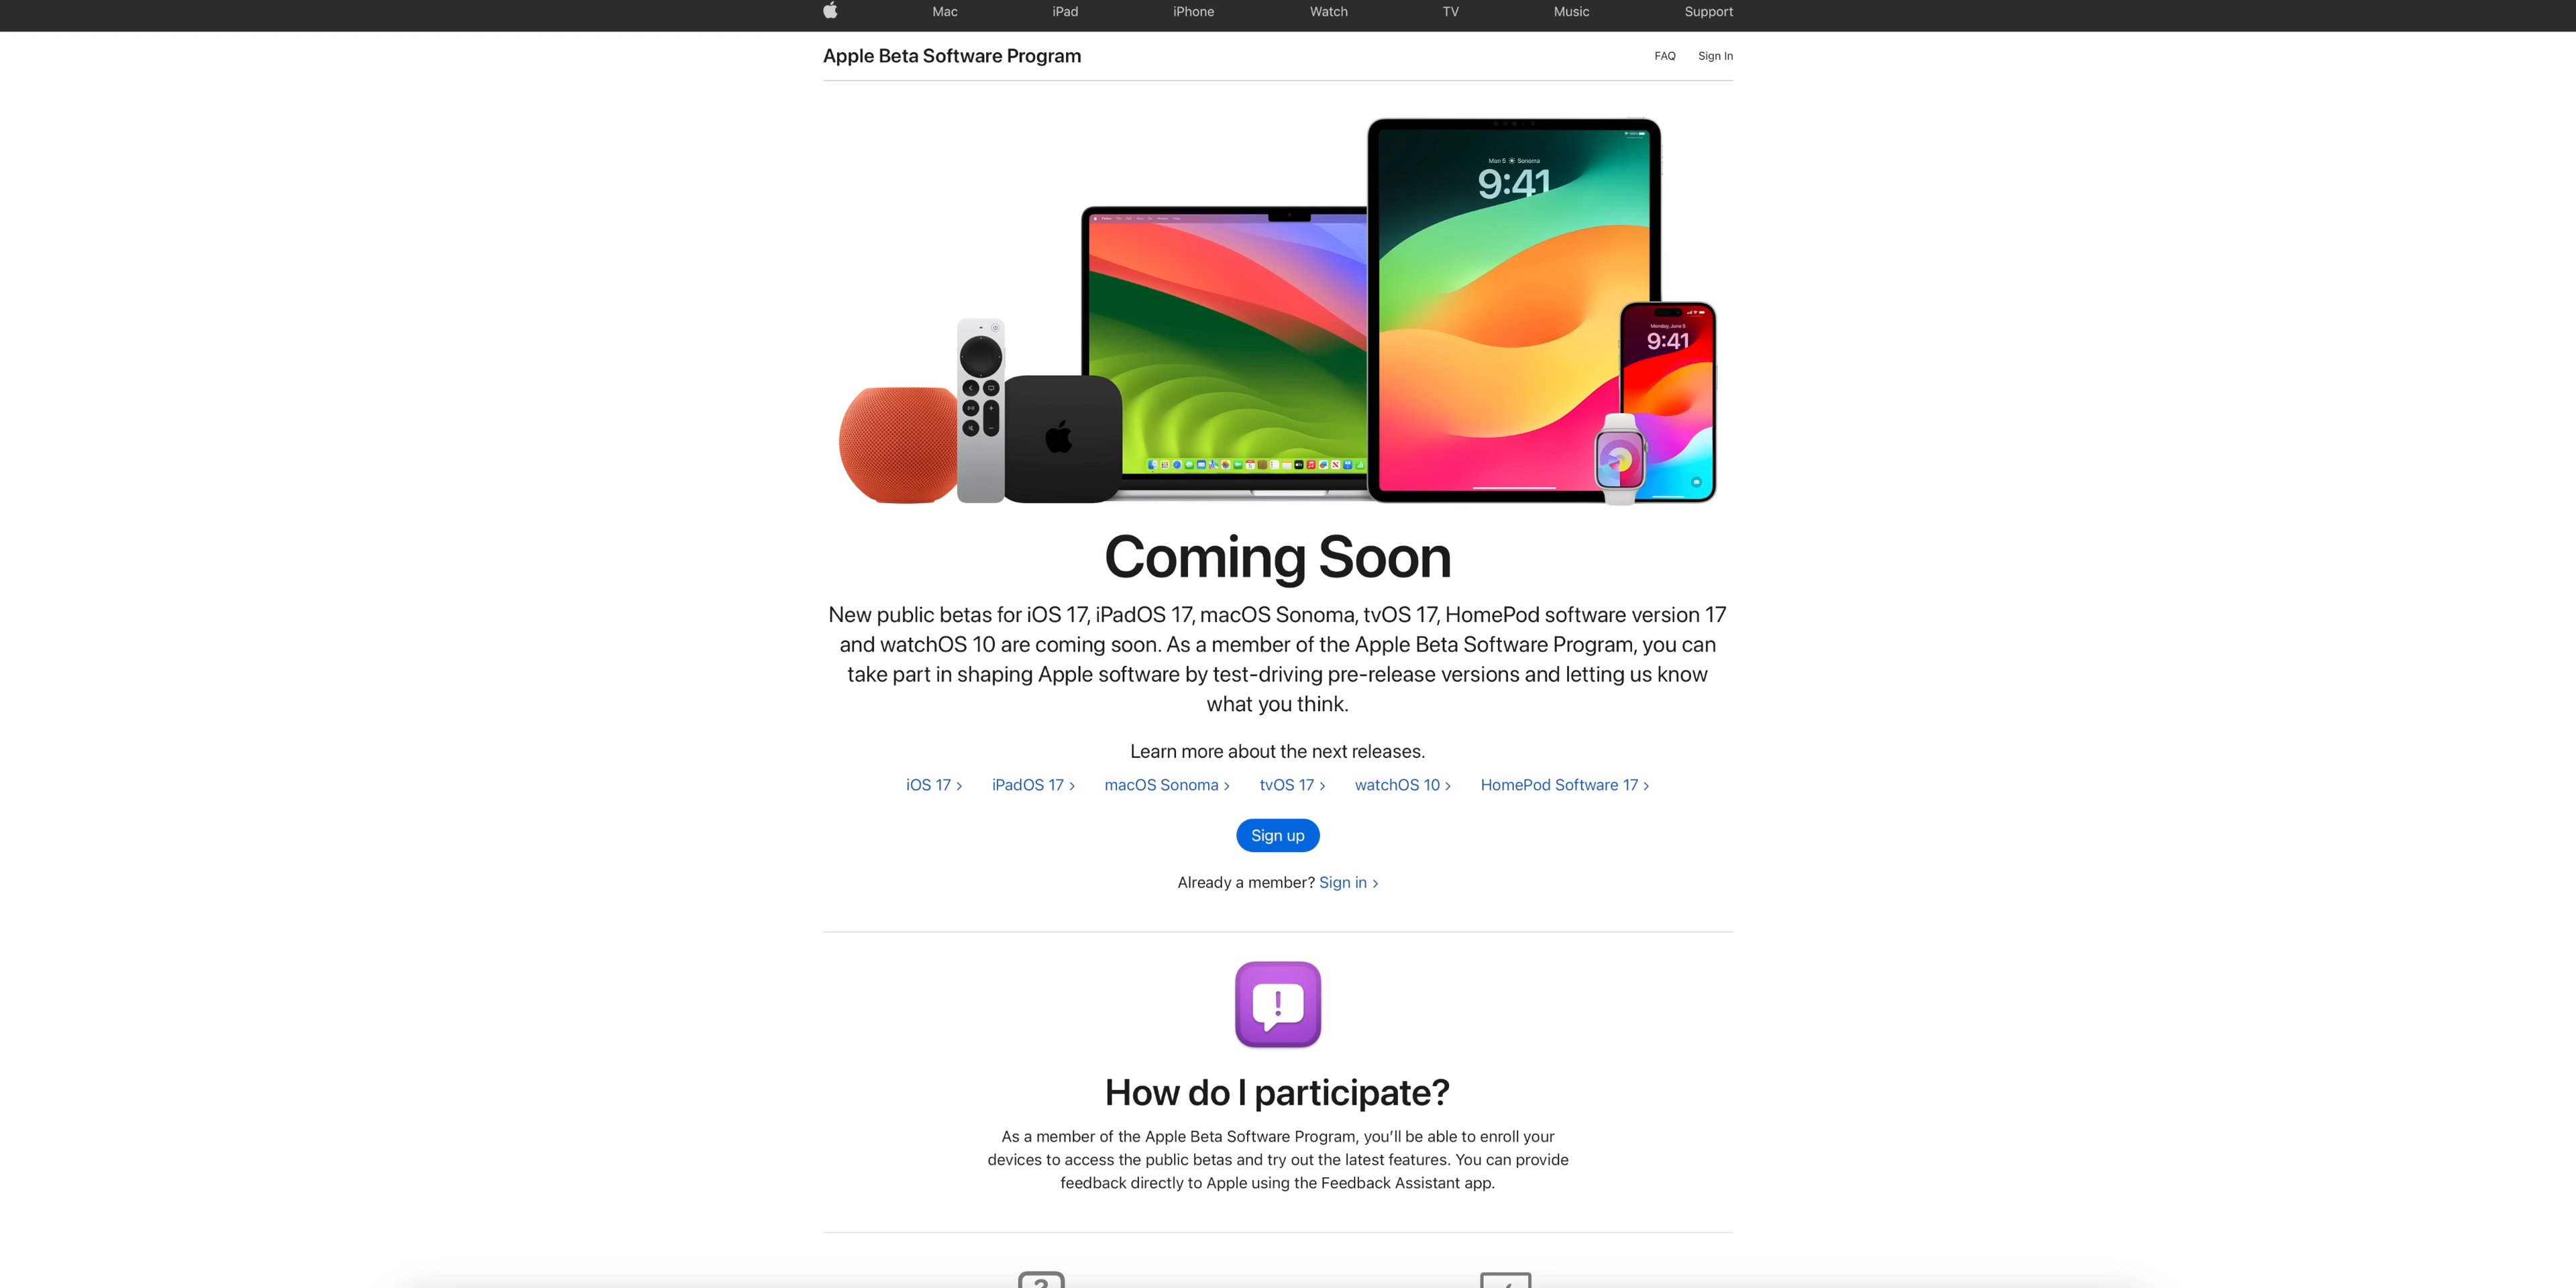 Mac iPad iPhone Watch TV Music Support
Apple Beta Software Program
FAQ Sign In
Mon 5 Sonoma
9:41
Monday, June 5
9:41
Coming Soon
New public betas for iOS 17, iPadOS 17, macOS Sonoma, tvOS 17, HomePod software version 17
and watchOS 10 are coming soon. As a member of the Apple Beta Software Program, you can
take part in shaping Apple software by test-driving pre-release versions and letting us know
what you think.
Learn more about the next releases.
iOS 17 > iPadOS 17 > macOS Sonoma > tvOS 17 > watchOS 10 > HomePod Software 17 >
Sign up
Already a member? Sign in >
How do I participate?
As a member of the Apple Beta Software Program, you’ll be able to enroll your
devices to access the public betas and try out the latest features. You can provide
feedback directly to Apple using the Feedback Assistant app.